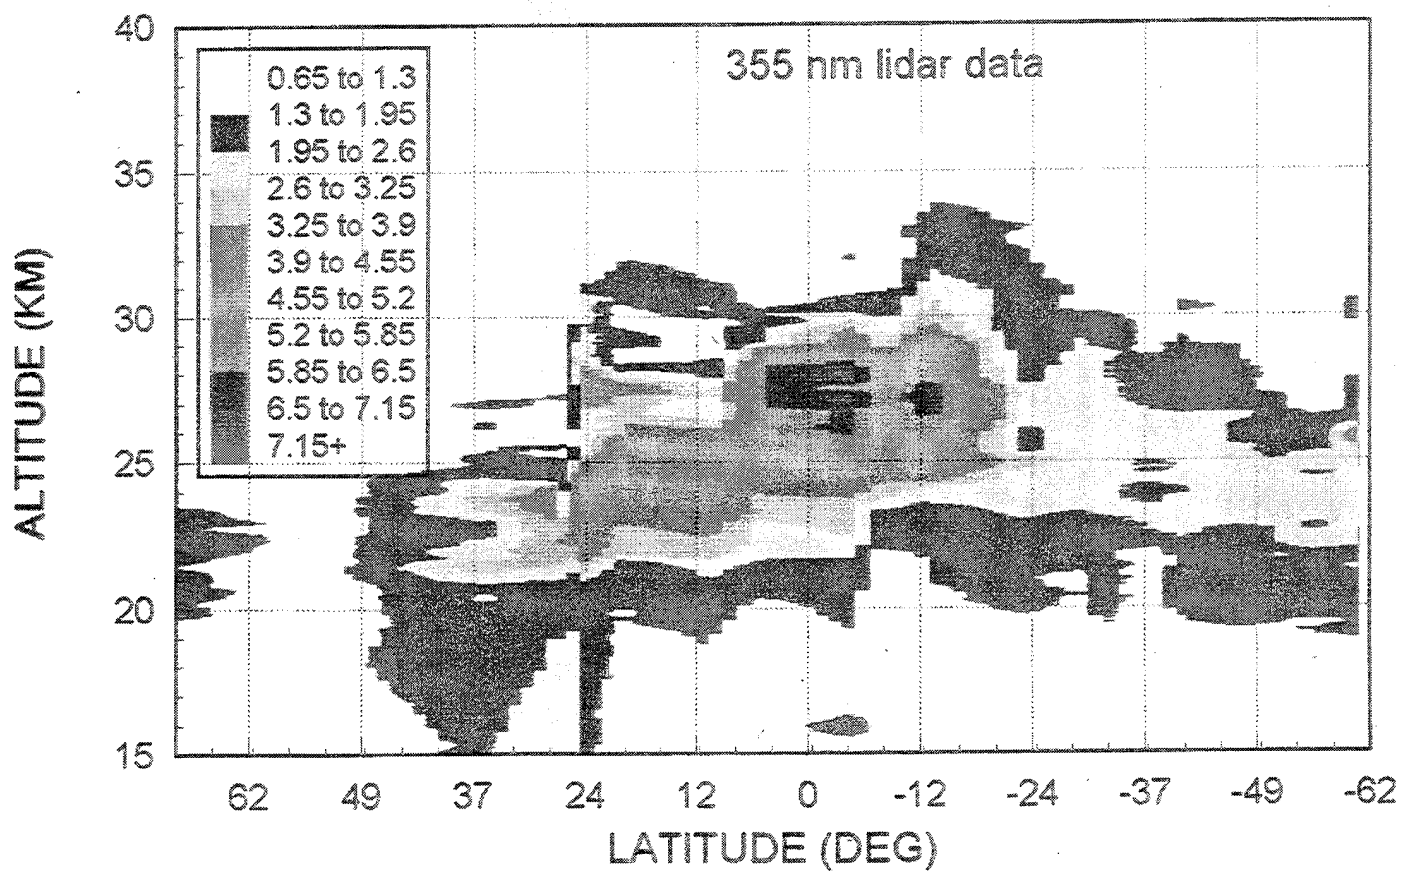 40
355 nm lidar data
0.65 to 1.3
1.3 to 1.95
1.95 to 2.6
2.6 to 3.25
3.25 to 3.9
3.9 to 4.55
4.55 to 5.2
5.2 to 5.85
5.85 to 6.5
6.5 to 7.15
7.15+
35
30
25
20
15
ALTITUDE (KM)
62 49 37 24 12 0 -12 -24 -37 -49 -62
LATITUDE (DEG)